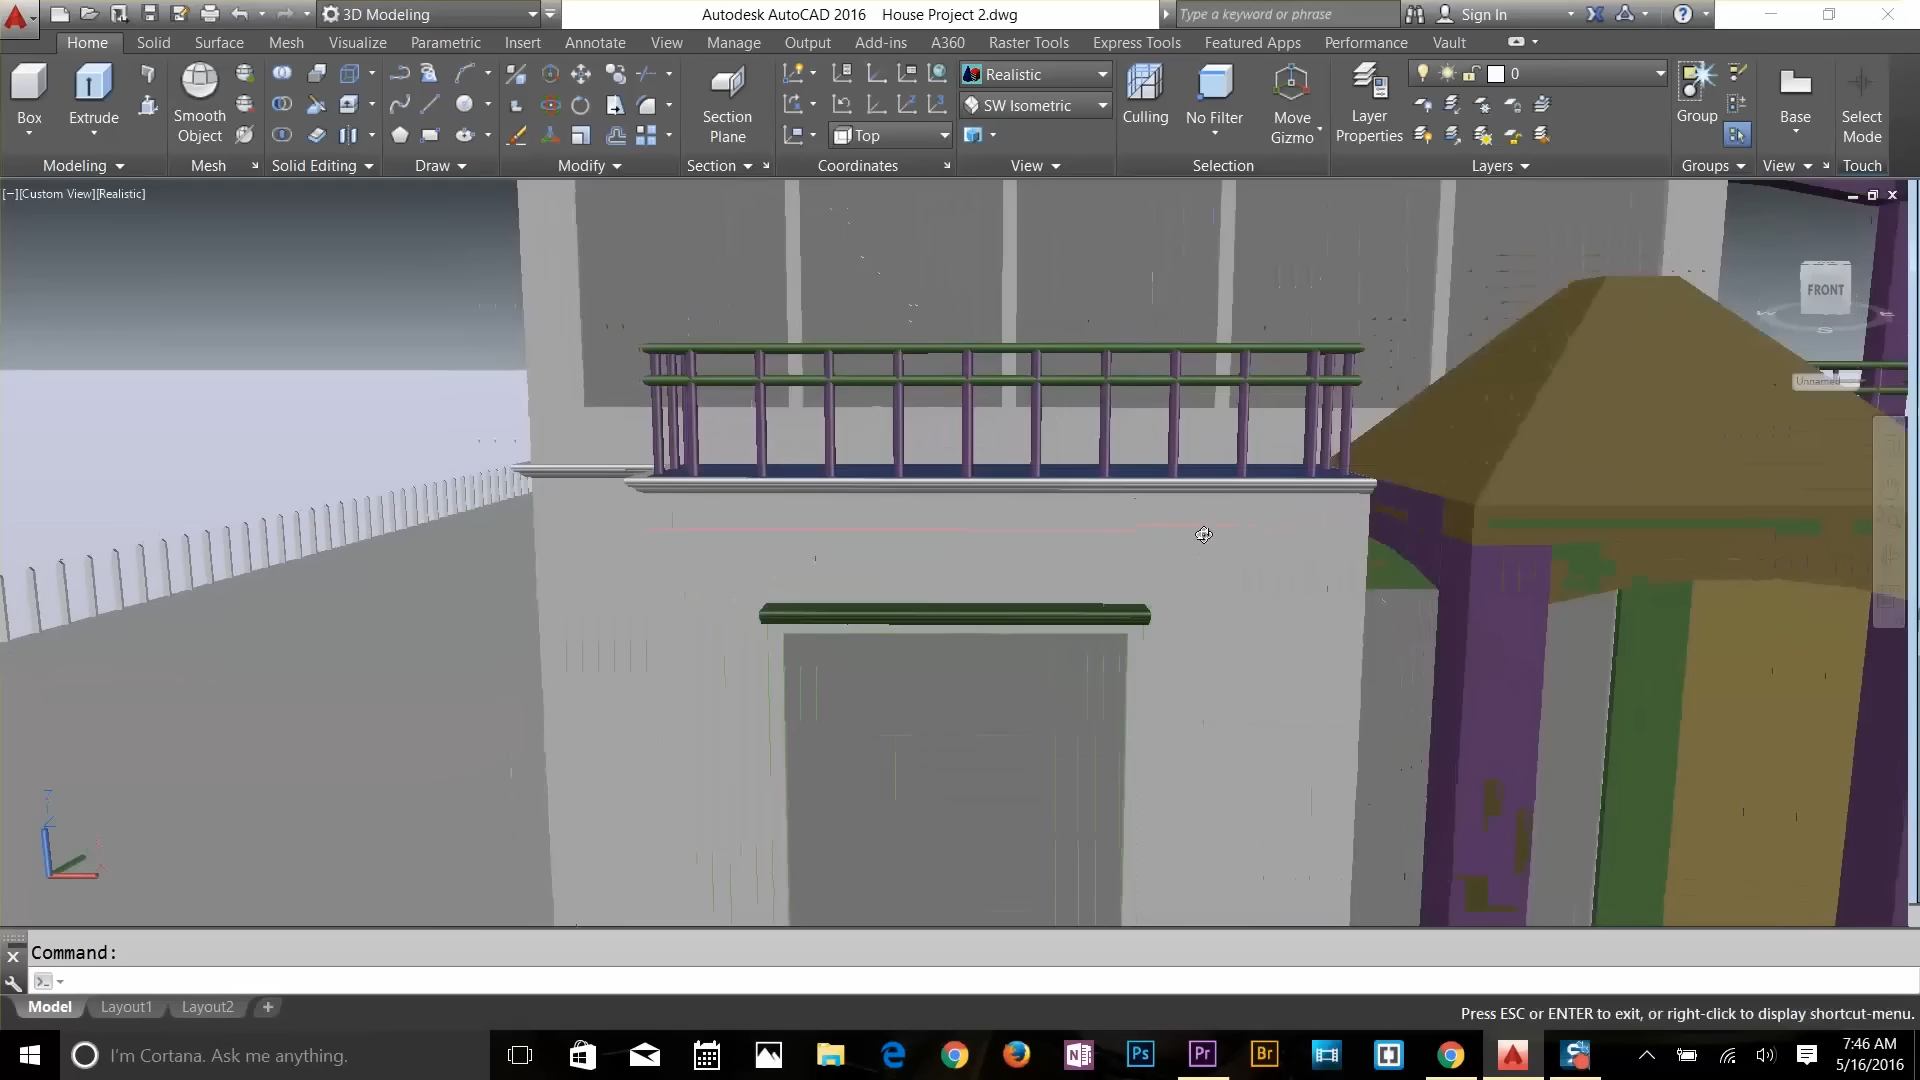 3D Modeling
Autodesk AutoCAD 2016 House Project 2.dwg
Type a keyword or phrase
Sign In
Home Solid Surface Mesh Visualize Parametric Insert Annotate View Manage Output Add-ins A360 Raster Tools Express Tools Featured Apps Performance Vault
Box
Extrude
Smooth Object
Section Plane
Top
Realistic
SW Isometric
Culling
No Filter
Move Gizmo
Layer Properties
0
Group
Base
Select Mode
Modeling
Mesh
Solid Editing
Draw
Modify
Section
Coordinates
View
Selection
Layers
Groups
View
Touch
[−][Custom View][Realistic]
FRONT
W
S
E
Unnamed
Z
Command:
Model Layout1 Layout2 +
Press ESC or ENTER to exit, or right-click to display shortcut-menu.
I'm Cortana. Ask me anything.
N
Ps
Pr
Br
7:46 AM
5/16/2016